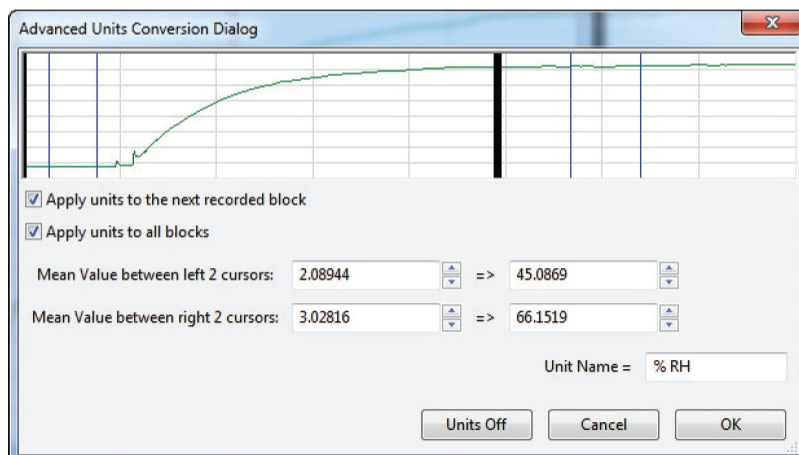 Advanced Units Conversion Dialog
Apply units to the next recorded block
Apply units to all blocks
Mean Value between left 2 cursors: 2.08944 => 45.0869
Mean Value between right 2 cursors: 3.02816 => 66.1519
Unit Name = % RH
Units Off Cancel OK